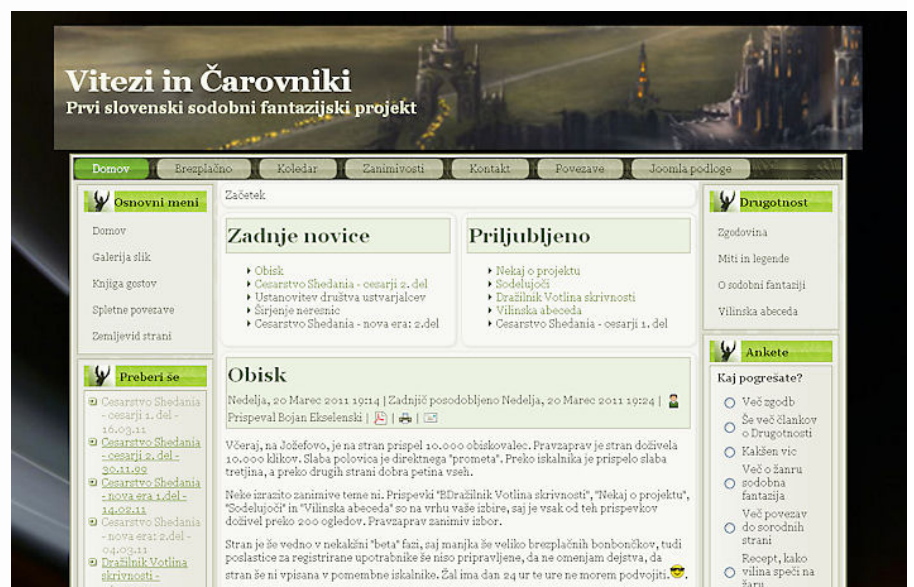 Vitezi in Čarovniki
Prvi slovenski sodobni fantazijski projekt
Domov
Brezplačno
Koledar
Zanimivosti
Kontakt
Povezave
Joomla podloge
Osnovni meni
Domov
Galerija slik
Knjiga gostov
Spletne povezave
Zemljevid strani
Preberi še
Cesarstvo Shedania
- cesarji 1. del -
16.03.11
Cesarstvo Shedania
- cesarji 2. del -
30.11.99
Cesarstvo Shedania
- nova era 1.del -
14.02.11
Cesarstvo Shedania
- nova era: 2.del -
04.03.11
Dražilnik Votlina
skrivnosti -
Začetek
Zadnje novice
Obisk
Cesarstvo Shedania - cesarji 2. del
Ustanovitev društva ustvarjalcev
Širjenje neresnic
Cesarstvo Shedania - nova era: 2.del
Priljubljeno
Nekaj o projektu
Sodelujoči
Dražilnik Votlina skrivnosti
Vilinska abeceda
Cesarstvo Shedania - cesarji 1. del
Obisk
Nedelja, 20 Marec 2011 19:14 | Zadnjič posodobljeno Nedelja, 20 Marec 2011 19:24 |
Prispeval Bojan Ekselenski | | | |
Včeraj, na Jožefovo, je na stran prispel 10.000 obiskovalec. Pravzaprav je stran doživela
10.000 klikov. Slaba polovica je direktnega "prometa". Preko iskalnika je prispelo slaba
tretjina, a preko drugih strani dobra petina vseh.
Neke izrazito zanimive teme ni. Prispevki "BDražilnik Votlina skrivnosti", "Nekaj o projektu",
"Sodelujoči" in "Vilinska abeceda" so na vrhu vaše izbire, saj je vsak od teh prispevkov
doživel preko 200 ogledov. Pravzaprav zanimiv izbor.
Stran je še vedno v nekakšni "beta" fazi, saj manjka še veliko brezplačnih bonbončkov, tudi
poslastice za registrirane upotrabnike še niso pripravljene, da ne omenjam dejstva, da
stran še ni vpisana v pomembne iskalnike. Žal ima dan 24 ur te ure ne morem podvojiti. .
Drugotnost
Zgodovina
Miti in legende
O sodobni fantaziji
Vilinska abeceda
Ankete
Kaj pogrešate?
Več zgodb
Še več člankov
o Drugotnosti
Kakšen vic
Več o žanru
sodobna
fantazija
Več povezav
do sorodnih
strani
Recept, kako
vilina speči na
žaru